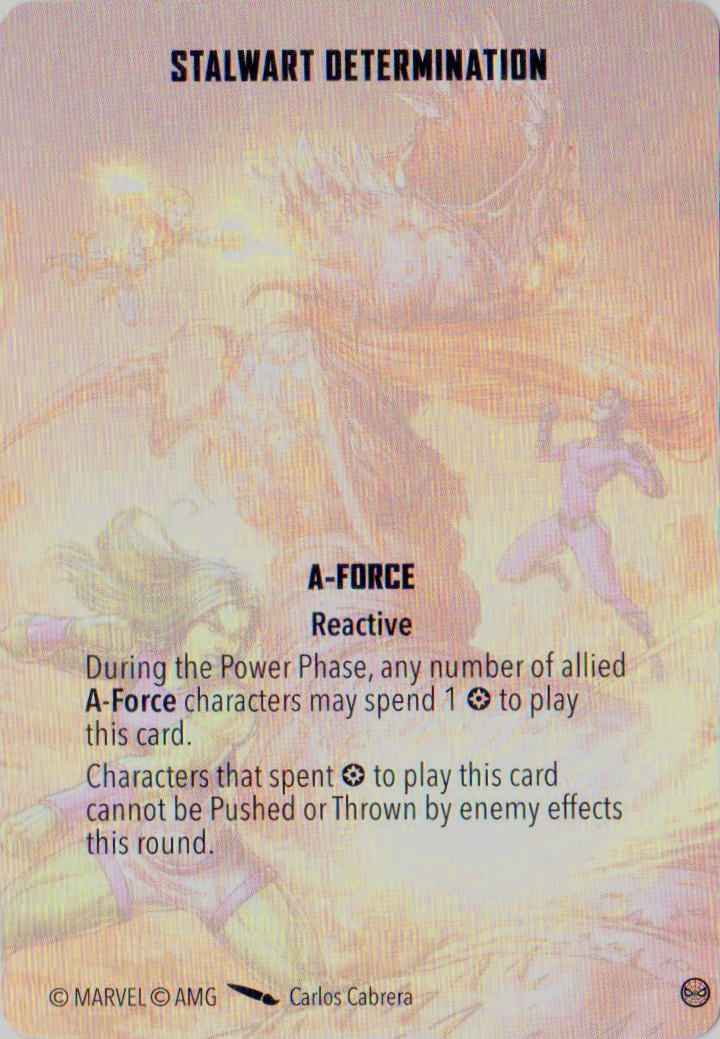 STALWART DETERMINATION
A-FORCE
Reactive
During the Power Phase, any number of allied
A-Force characters may spend 1 to play
this card.
Characters that spent to play this card
cannot be Pushed or Thrown by enemy effects
this round.
© MARVEL © AMG Carlos Cabrera